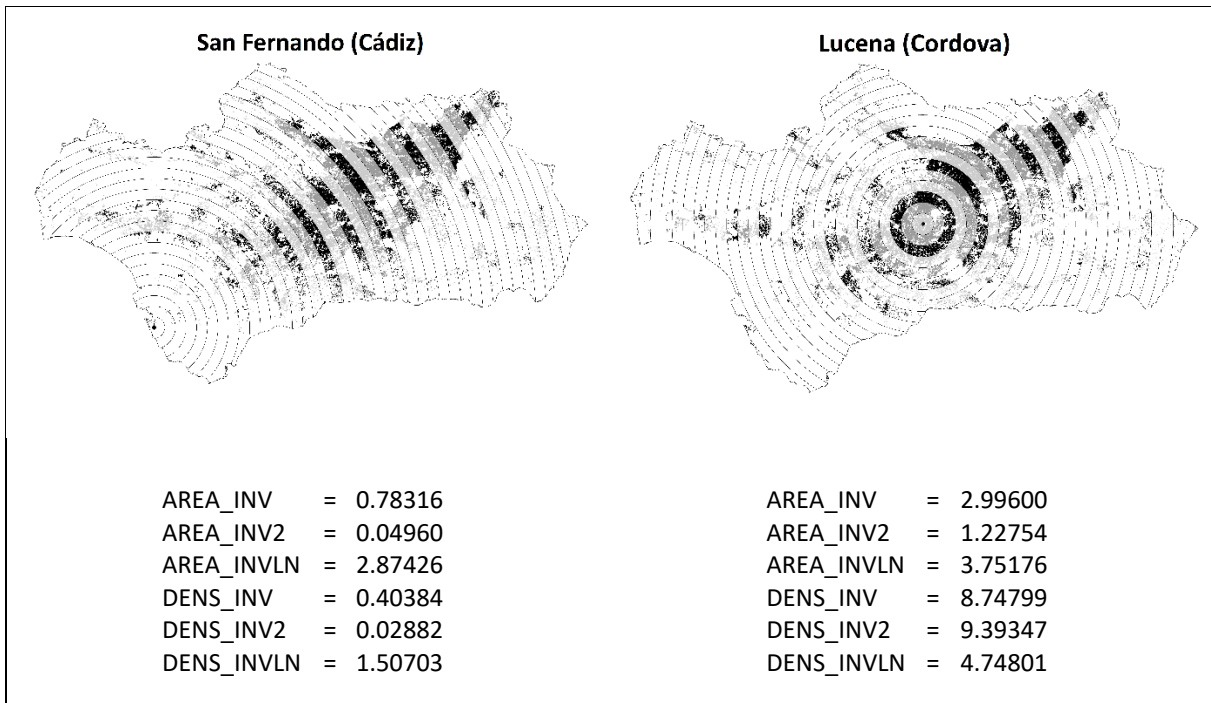 San Fernando (Cádiz)
AREA_INV = 0.78316
AREA_INV2 = 0.04960
AREA_INVLN = 2.87426
DENS_INV = 0.40384
DENS_INV2 = 0.02882
DENS_INVLN = 1.50703
Lucena (Cordova)
AREA_INV = 2.99600
AREA_INV2 = 1.22754
AREA_INVLN = 3.75176
DENS_INV = 8.74799
DENS_INV2 = 9.39347
DENS_INVLN = 4.74801